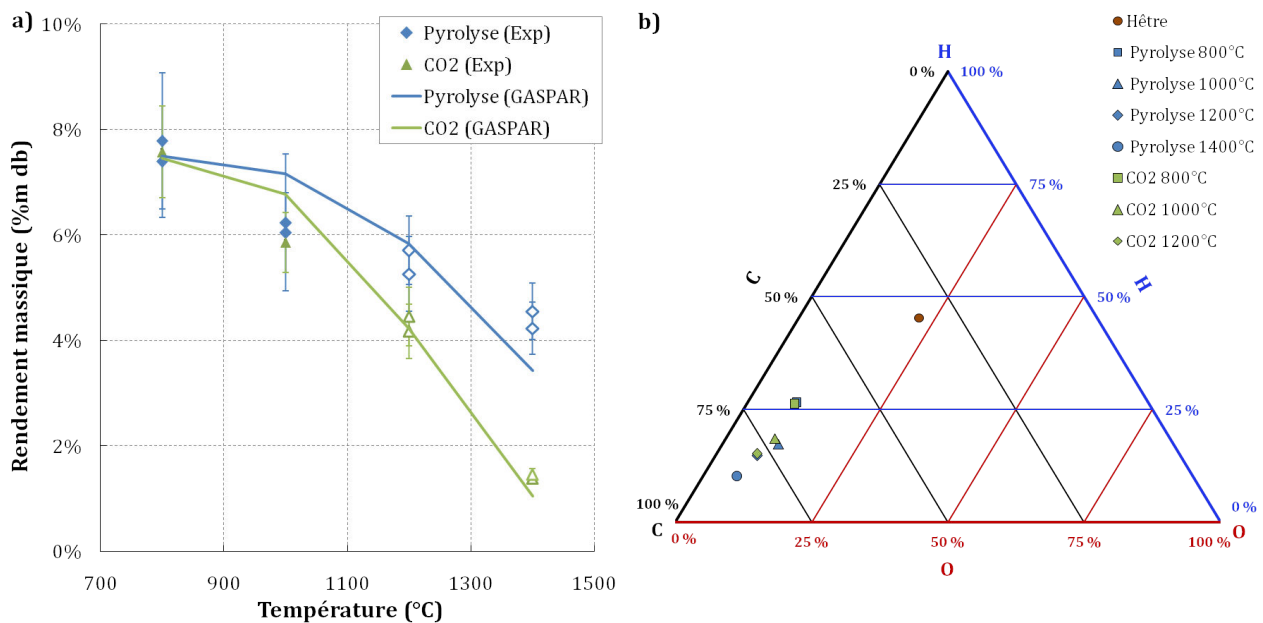 a)
10%
8%
6%
4%
2%
0%
700
900
1100
1300
1500
Rendement massique (%m db)
Température (°C)
Pyrolyse (Exp)
CO2 (Exp)
Pyrolyse (GASPAR)
CO2 (GASPAR)
b)
Hêtre
Pyrolyse 800°C
Pyrolyse 1000°C
Pyrolyse 1200°C
Pyrolyse 1400°C
CO2 800°C
CO2 1000°C
CO2 1200°C
H
0 % 100 %
25 % 75 %
50 % 50 %
75 % 25 %
100 % 0 %
C
H
C O
0 % 25 % 50 % 75 % 100 %
O